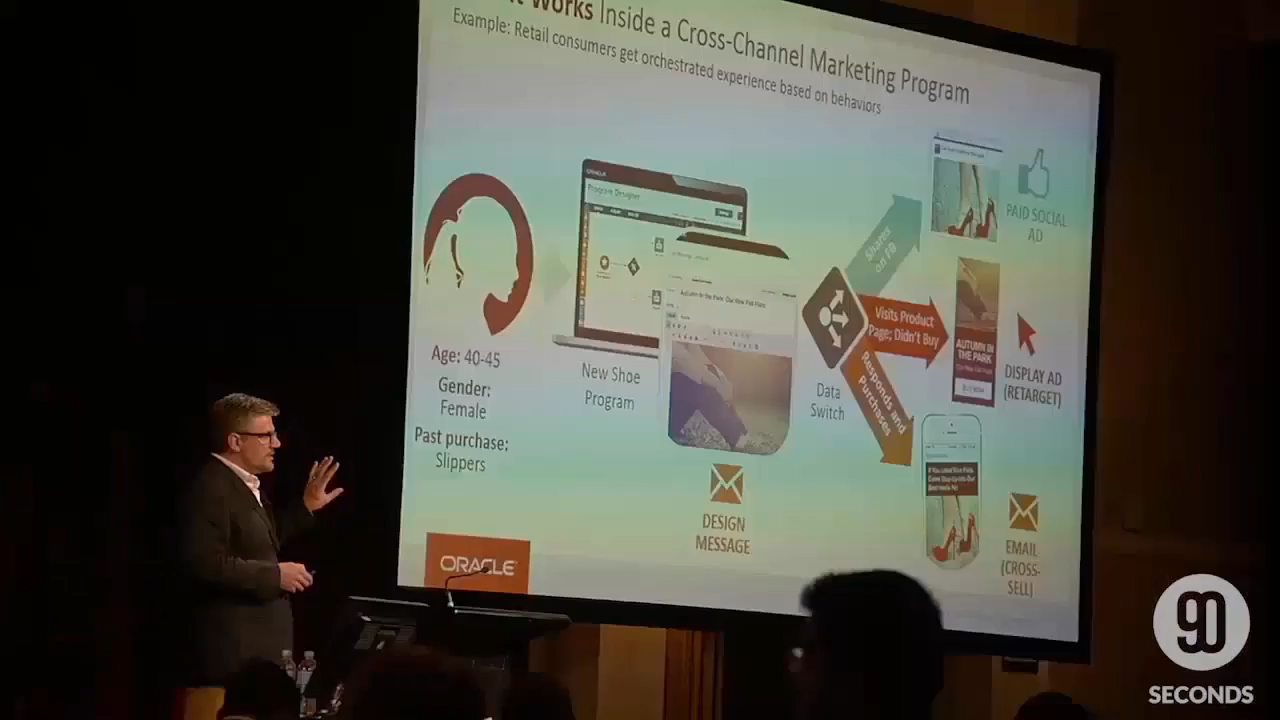 Works Inside a Cross-Channel Marketing Program
Example: Retail consumers get orchestrated experience based on behaviors
ORACLE
Program Designer
Age: 40-45
Gender:
Female
Past purchase:
Slippers
New Shoe
Program
Autumn in the Park: Our New Fall Flats
DESIGN
MESSAGE
Data
Switch
Shares
on FB
Visits Product
Page; Didn't Buy
Responds and
Purchases
PAID SOCIAL
AD
AUTUMN IN
THE PARK
DISPLAY AD
(RETARGET)
EMAIL
(CROSS-
SELL)
ORACLE
90
SECONDS